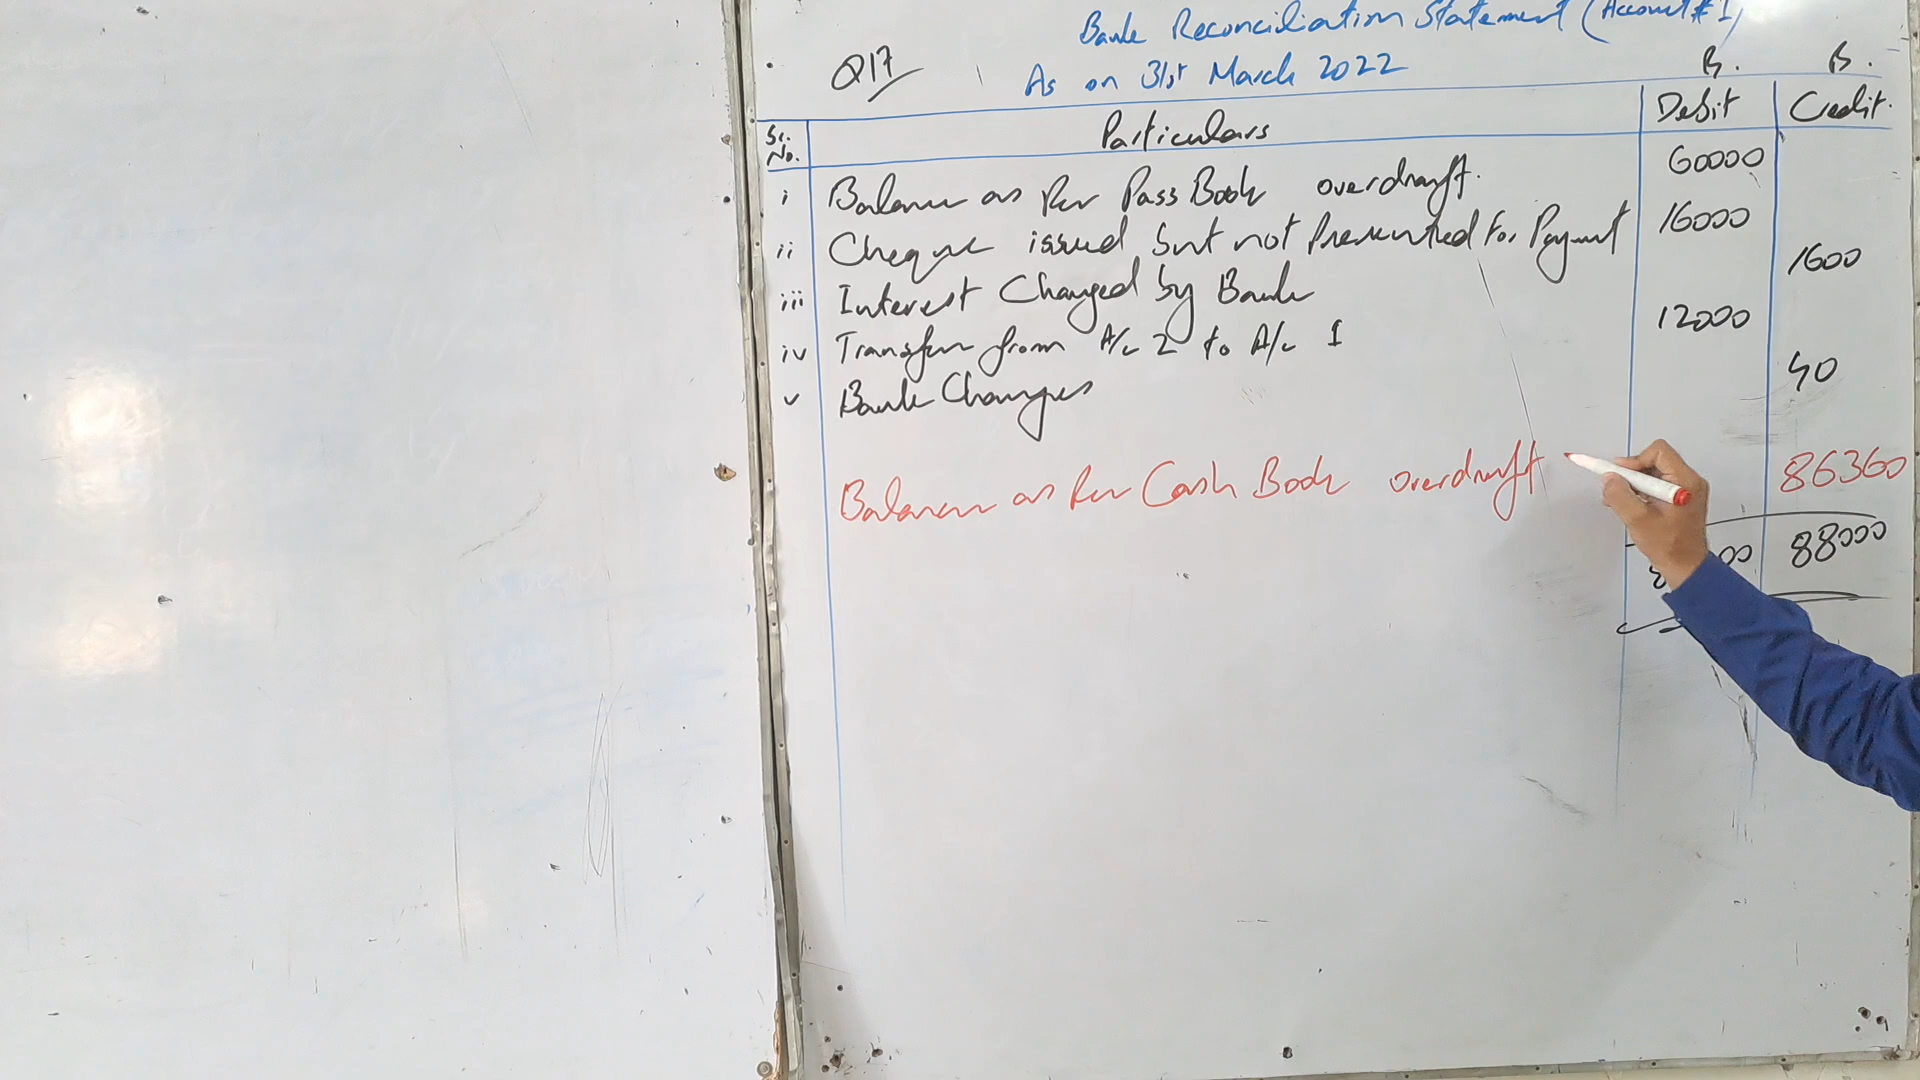 Bank Reconciliation Statement (Account # 1)
Q17 As on 31st March 2022
Sr. No. Particulars Debit Credit.
i Balance as Per Pass Book overdraft. 60000
ii Cheque issued but not Presented for Payment 16000
iii Interest Charged by Bank 1600
iv Transfer from A/c 2 to A/c 1 12000
v Bank Charges 40
Balance as Per Cash Book overdraft 86360
88000